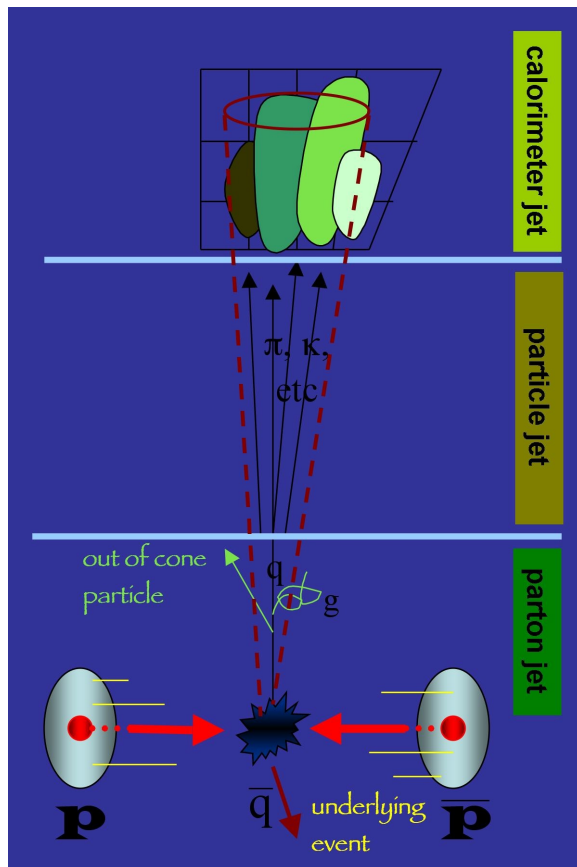 calorimeter jet
π, κ,
etc
particle jet
out of cone
particle
q
g
parton jet
p
q̅
underlying
event
p̅